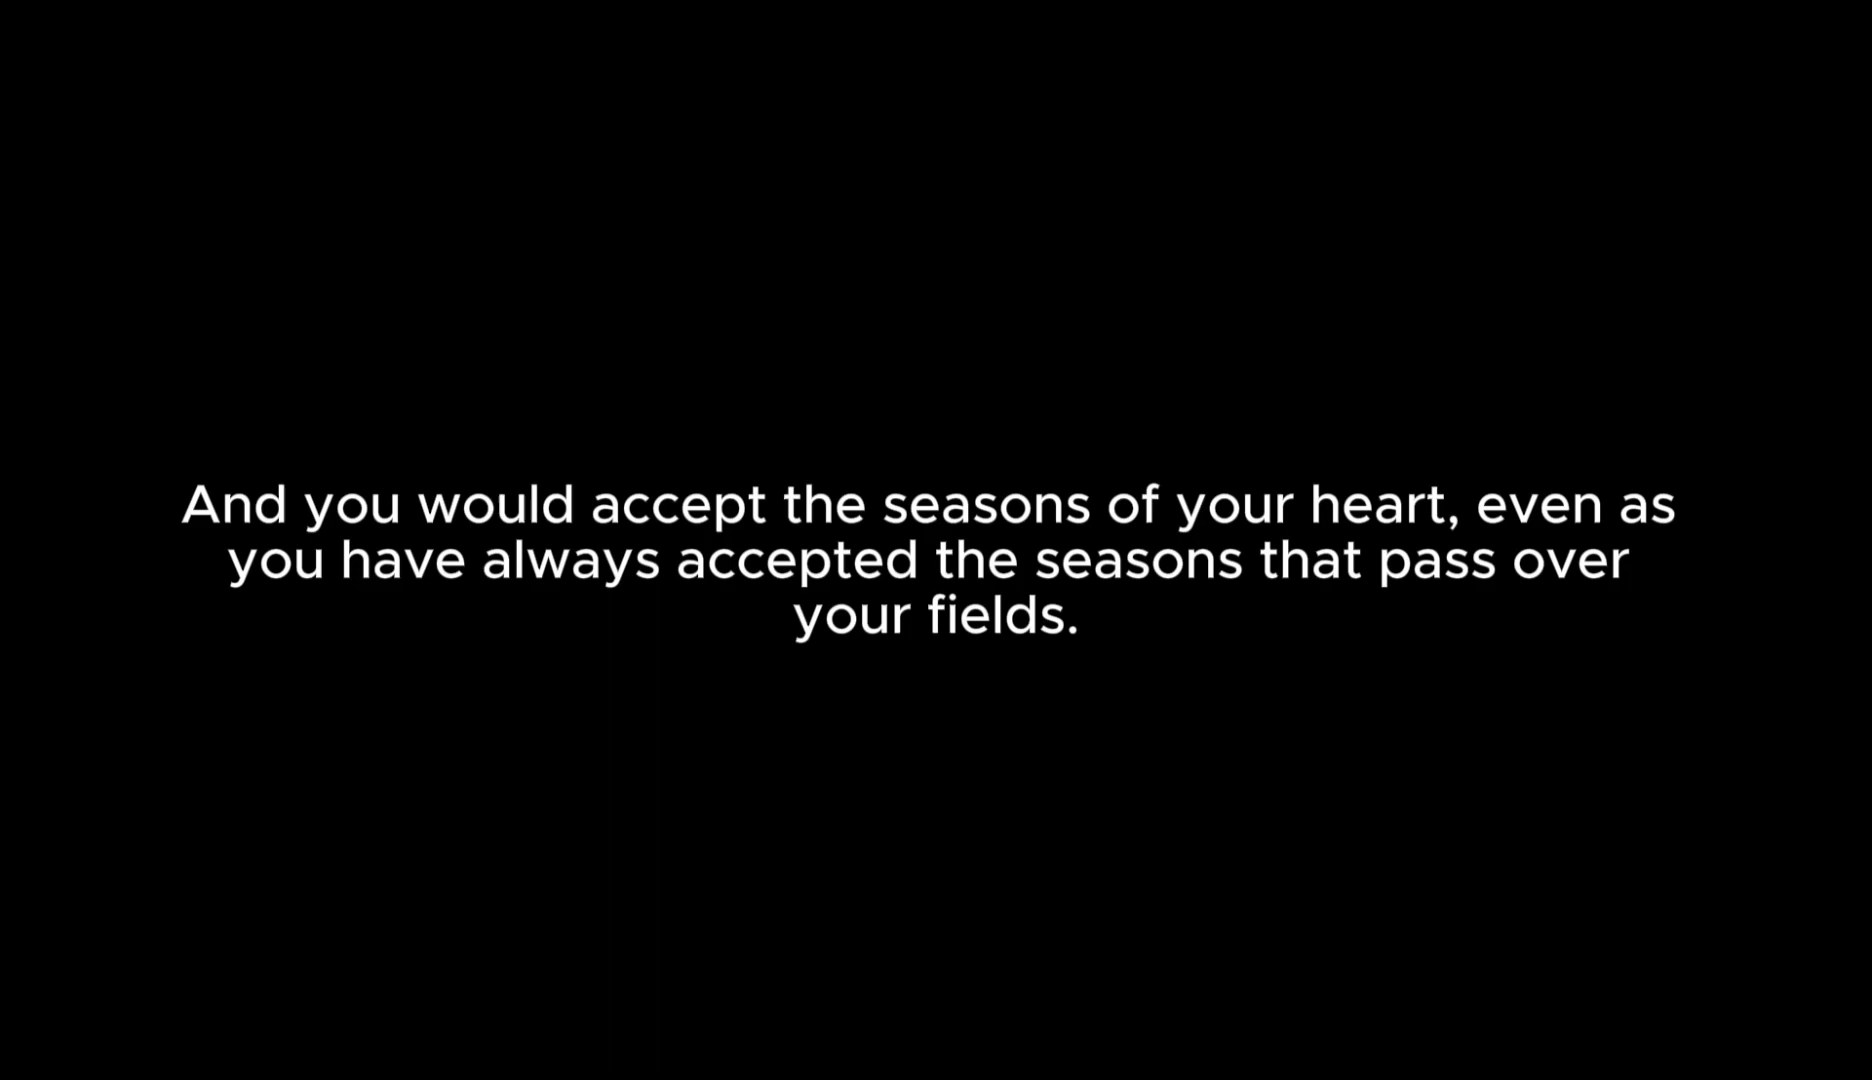 And you would accept the seasons of your heart, even as
you have always accepted the seasons that pass over
your fields.